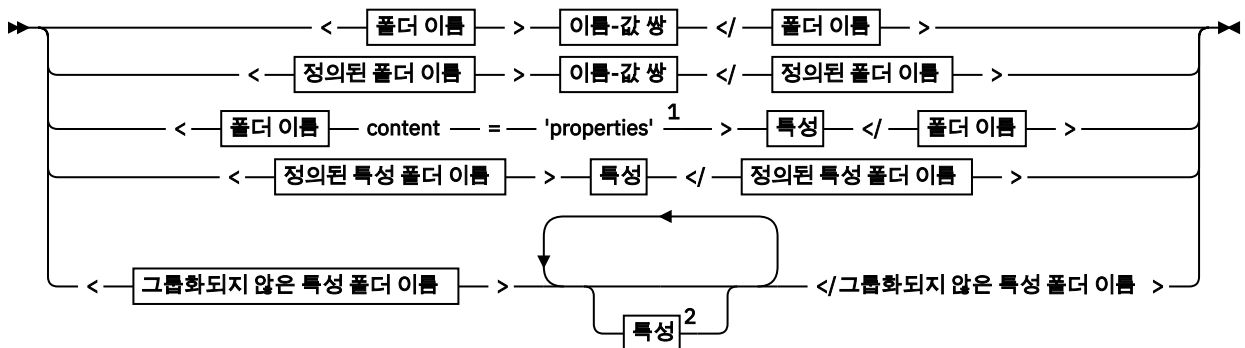 < 폴더 이름 > 이름-값 쌍 </ 폴더 이름 >
< 정의된 폴더 이름 > 이름-값 쌍 </ 정의된 폴더 이름 >
< 폴더 이름 content = 'properties' 1 > 특성 </ 폴더 이름 >
< 정의된 특성 폴더 이름 > 특성 </ 정의된 특성 폴더 이름 >
< 그룹화되지 않은 특성 폴더 이름 > </그룹화되지 않은 특성 폴더 이름 >
특성 2